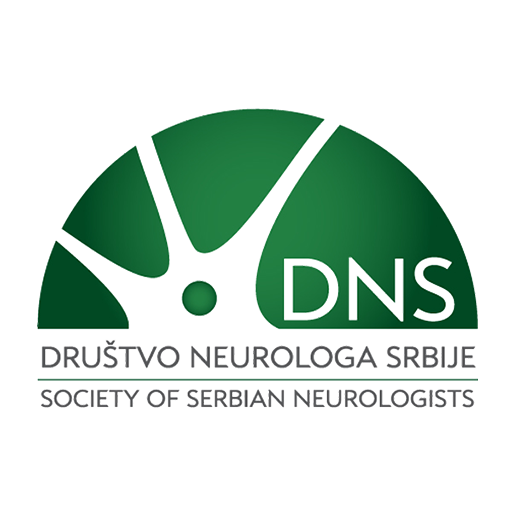 DNS
DRUŠTVO NEUROLOGA SRBIJE
SOCIETY OF SERBIAN NEUROLOGISTS